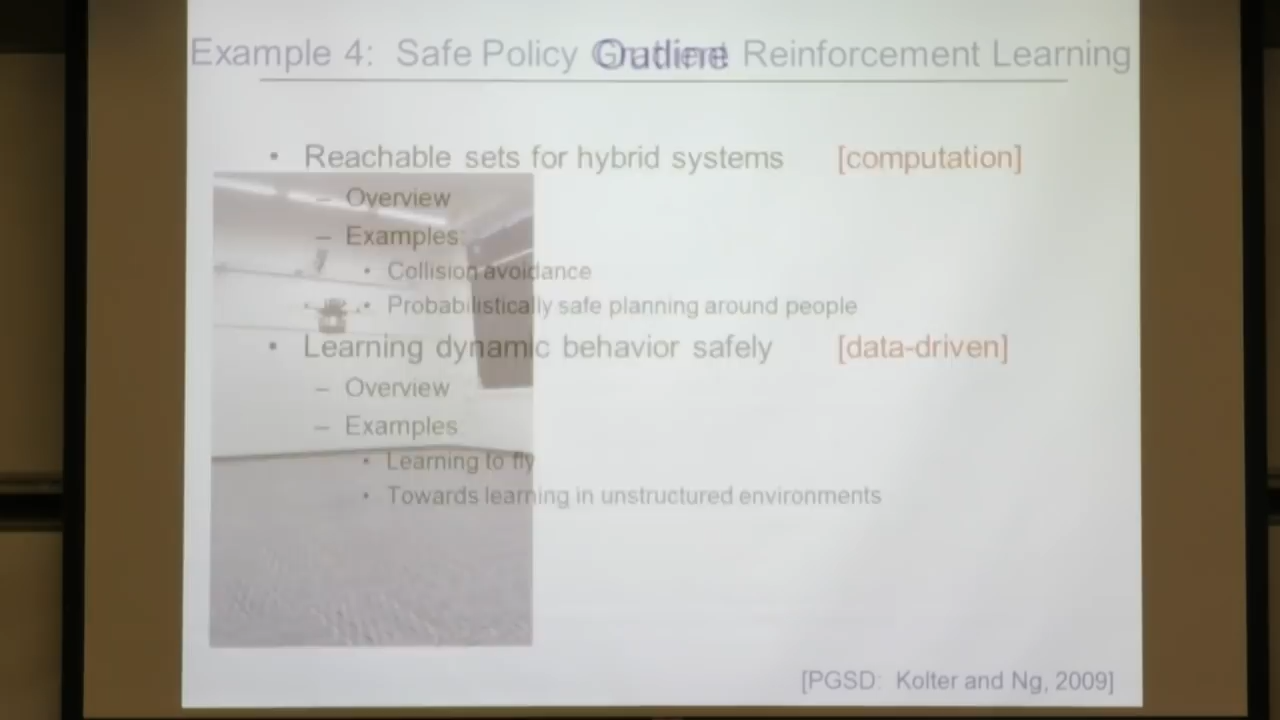 Example 4: Safe Policy Gradient Reinforcement Learning
Outline
• Reachable sets for hybrid systems [computation]
– Overview
– Examples:
• Collision avoidance
• Probabilistically safe planning around people
• Learning dynamic behavior safely [data-driven]
– Overview
– Examples
• Learning to fly
• Towards learning in unstructured environments
[PGSD: Kolter and Ng, 2009]